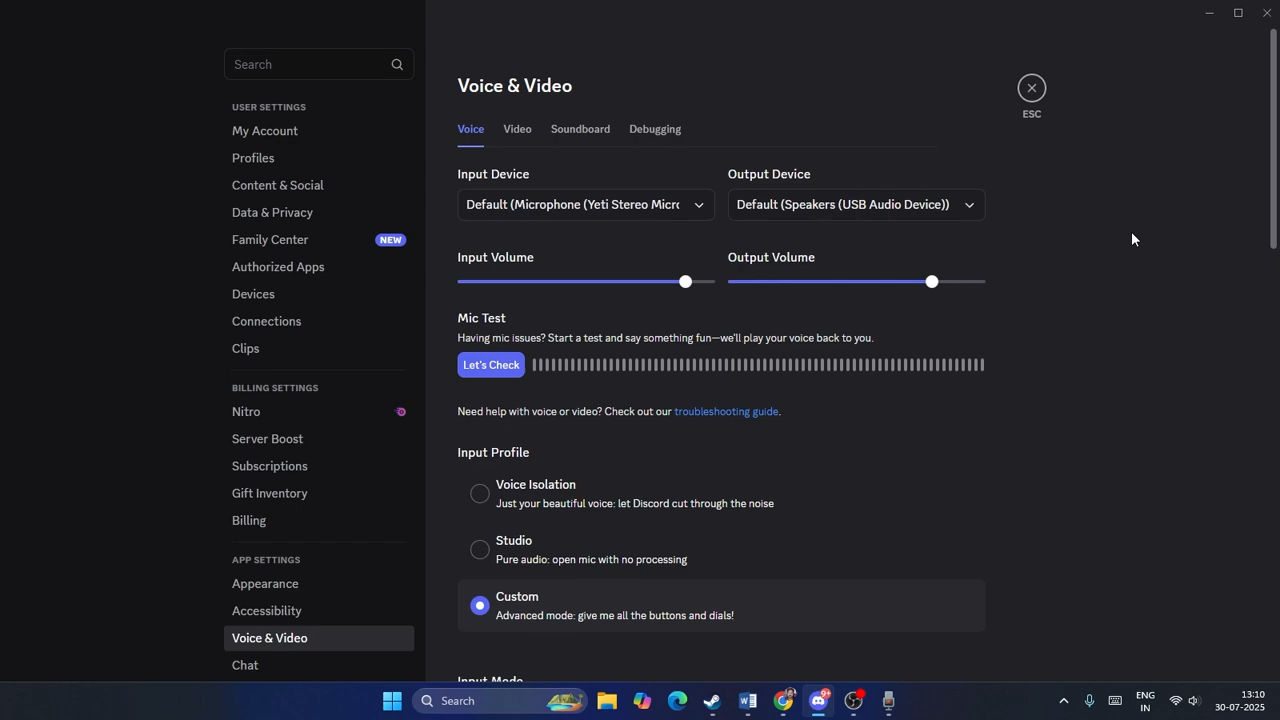 Search
USER SETTINGS
My Account
Profiles
Content & Social
Data & Privacy
Family Center NEW
Authorized Apps
Devices
Connections
Clips
BILLING SETTINGS
Nitro
Server Boost
Subscriptions
Gift Inventory
Billing
APP SETTINGS
Appearance
Accessibility
Voice & Video
Chat
Voice & Video
ESC
Voice Video Soundboard Debugging
Input Device Output Device
Default (Microphone (Yeti Stereo Micro Default (Speakers (USB Audio Device))
Input Volume Output Volume
Mic Test
Having mic issues? Start a test and say something fun—we'll play your voice back to you.
Let's Check
Need help with voice or video? Check out our troubleshooting guide.
Input Profile
Voice Isolation
Just your beautiful voice: let Discord cut through the noise
Studio
Pure audio: open mic with no processing
Custom
Advanced mode: give me all the buttons and dials!
Input Mode
Search
9+
ENG
IN
13:10
30-07-2025